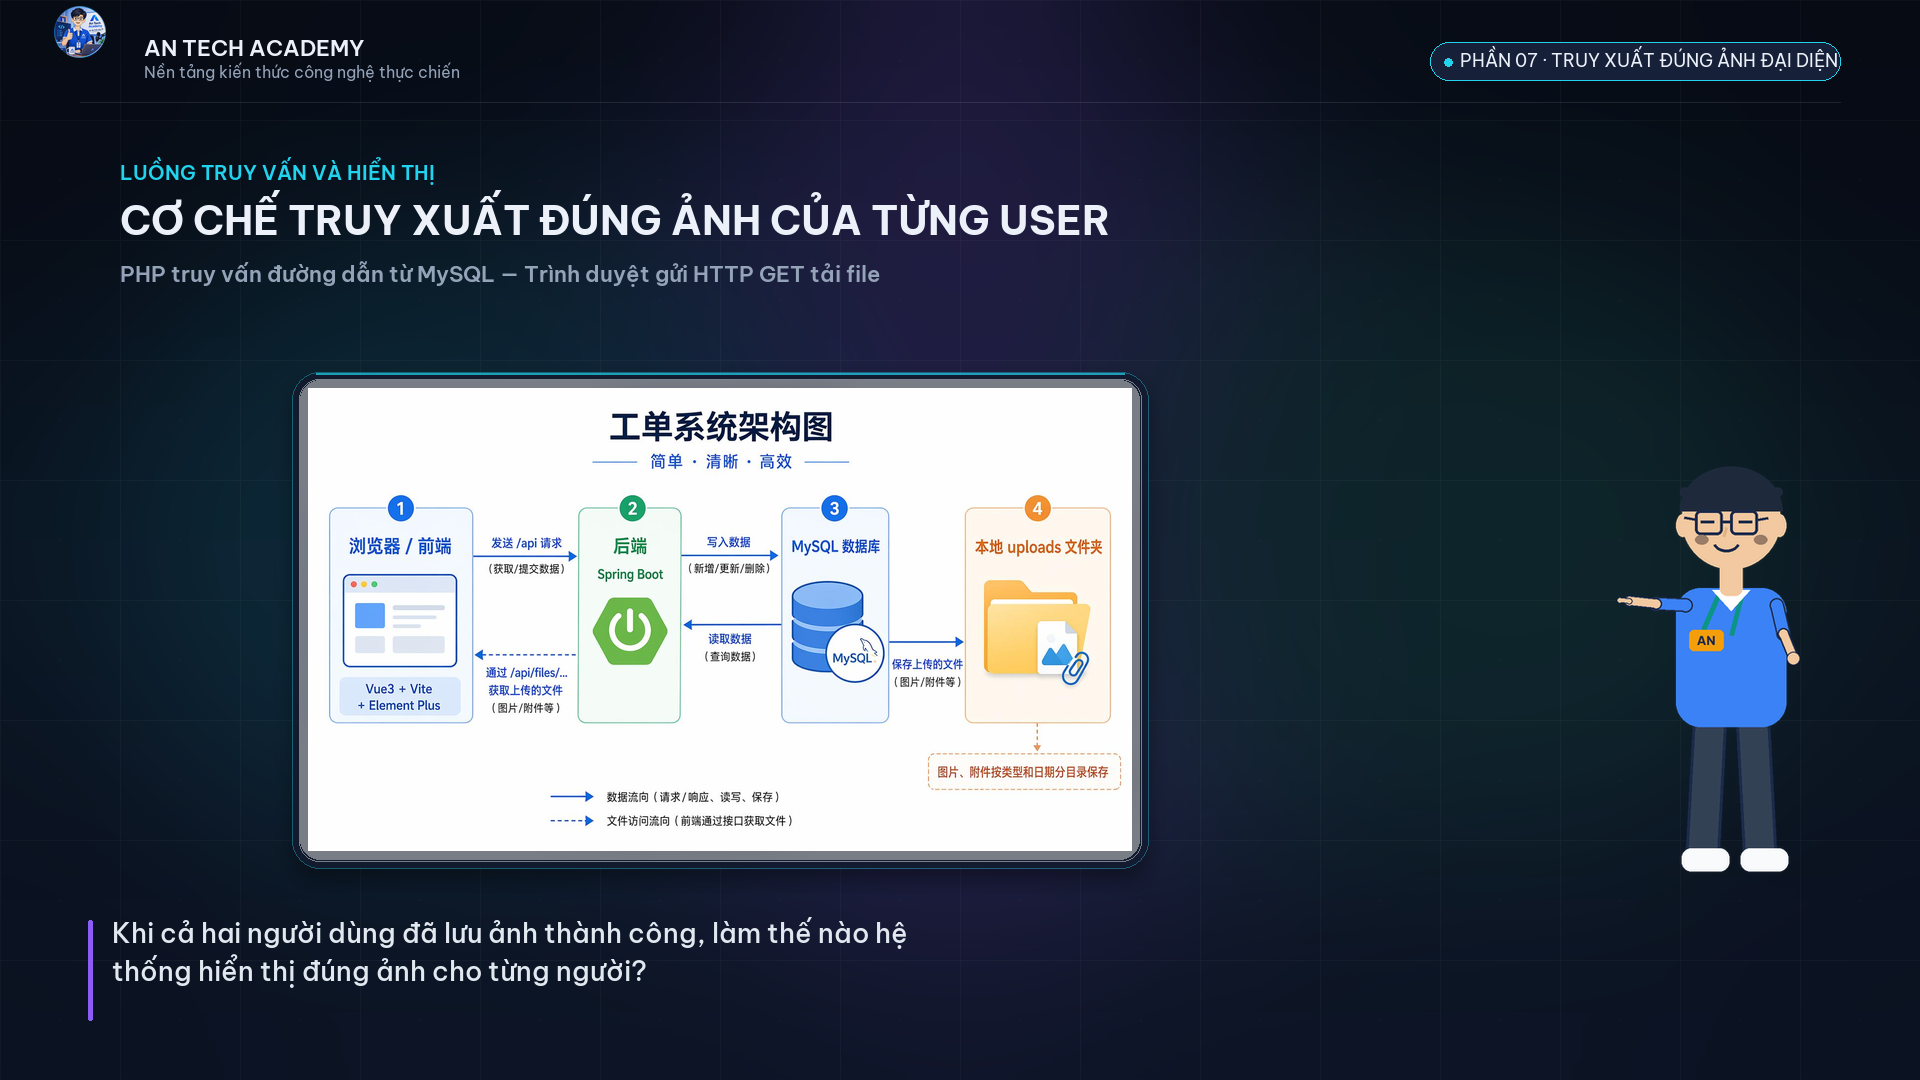 AN TECH ACADEMY
Nền tảng kiến thức công nghệ thực chiến
PHẦN 07 · TRUY XUẤT ĐÚNG ẢNH ĐẠI DIỆN
LUỒNG TRUY VẤN VÀ HIỂN THỊ
CƠ CHẾ TRUY XUẤT ĐÚNG ẢNH CỦA TỪNG USER
PHP truy vấn đường dẫn từ MySQL — Trình duyệt gửi HTTP GET tải file
工单系统架构图
简单 · 清晰 · 高效
1
浏览器 / 前端
Vue3 + Vite
+ Element Plus
发送 /api 请求
(获取/提交数据)
通过 /api/files/...
获取上传的文件
(图片/附件等)
2
后端
Spring Boot
写入数据
(新增/更新/删除)
读取数据
(查询数据)
3
MySQL 数据库
MySQL
保存上传的文件
(图片/附件等)
4
本地 uploads 文件夹
图片、附件按类型和日期分目录保存
数据流向 (请求/响应、读写、保存)
文件访问流向 (前端通过接口获取文件)
AN
Khi cả hai người dùng đã lưu ảnh thành công, làm thế nào hệ
thống hiển thị đúng ảnh cho từng người?